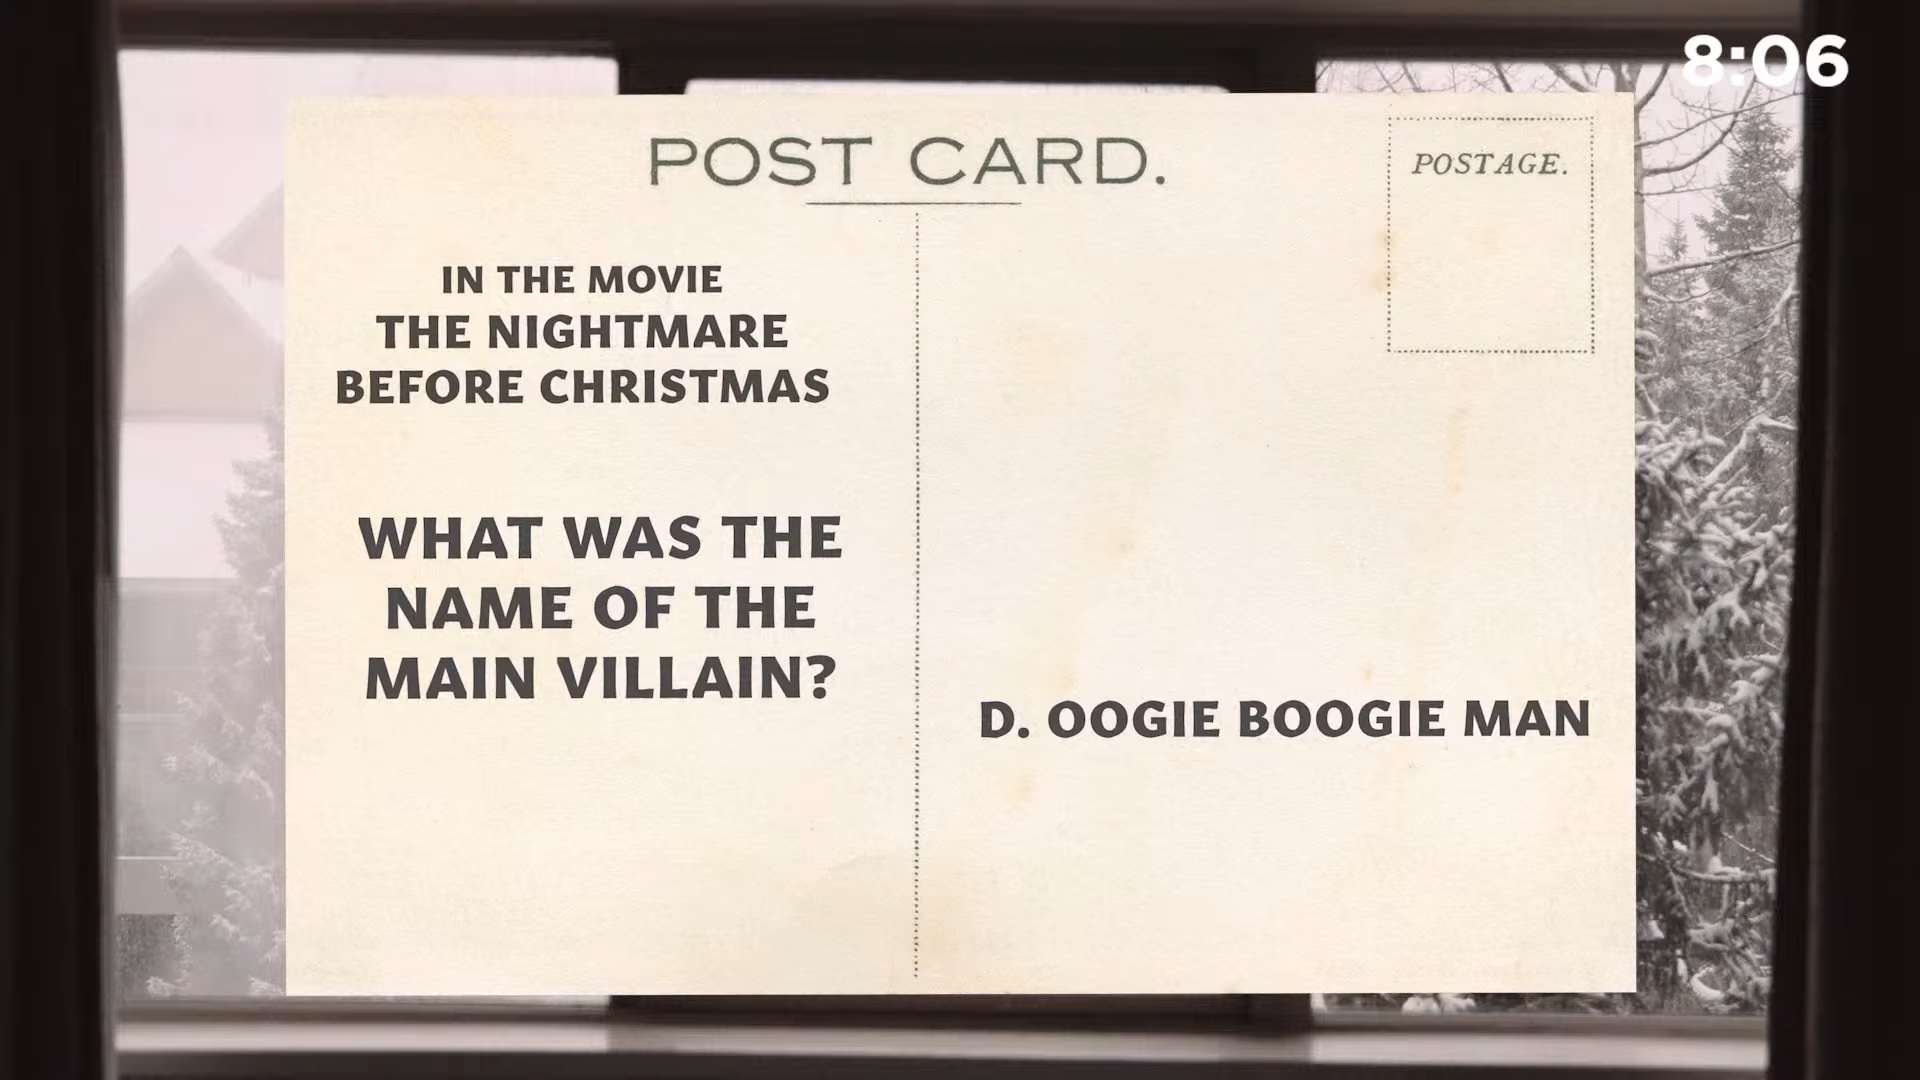 8:06
POST CARD.
POSTAGE.
IN THE MOVIE
THE NIGHTMARE
BEFORE CHRISTMAS
WHAT WAS THE
NAME OF THE
MAIN VILLAIN?
D. OOGIE BOOGIE MAN